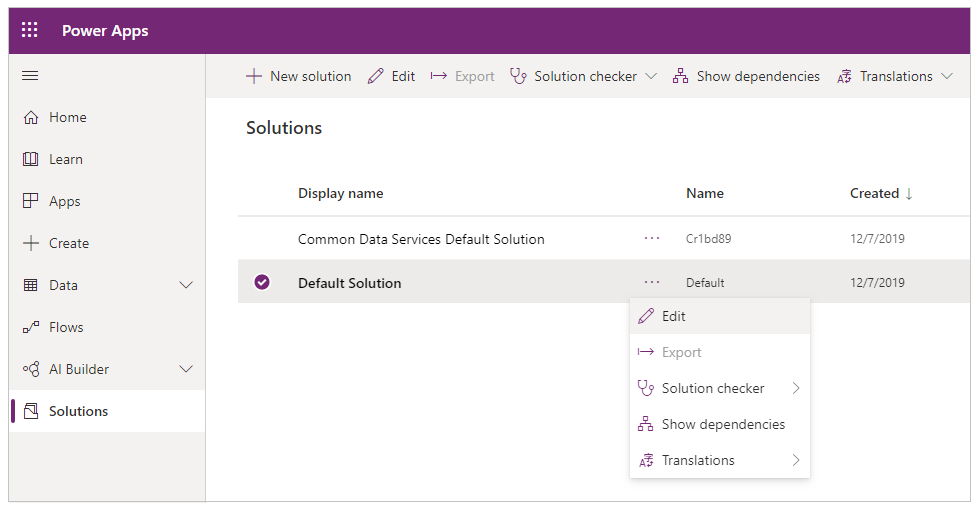 Power Apps
New solution Edit Export Solution checker Show dependencies Translations
Home
Learn
Apps
Create
Data
Flows
AI Builder
Solutions
Solutions
Display name Name Created
Common Data Services Default Solution ... Cr1bd89 12/7/2019
Default Solution ... Default 12/7/2019
Edit
Export
Solution checker
Show dependencies
Translations